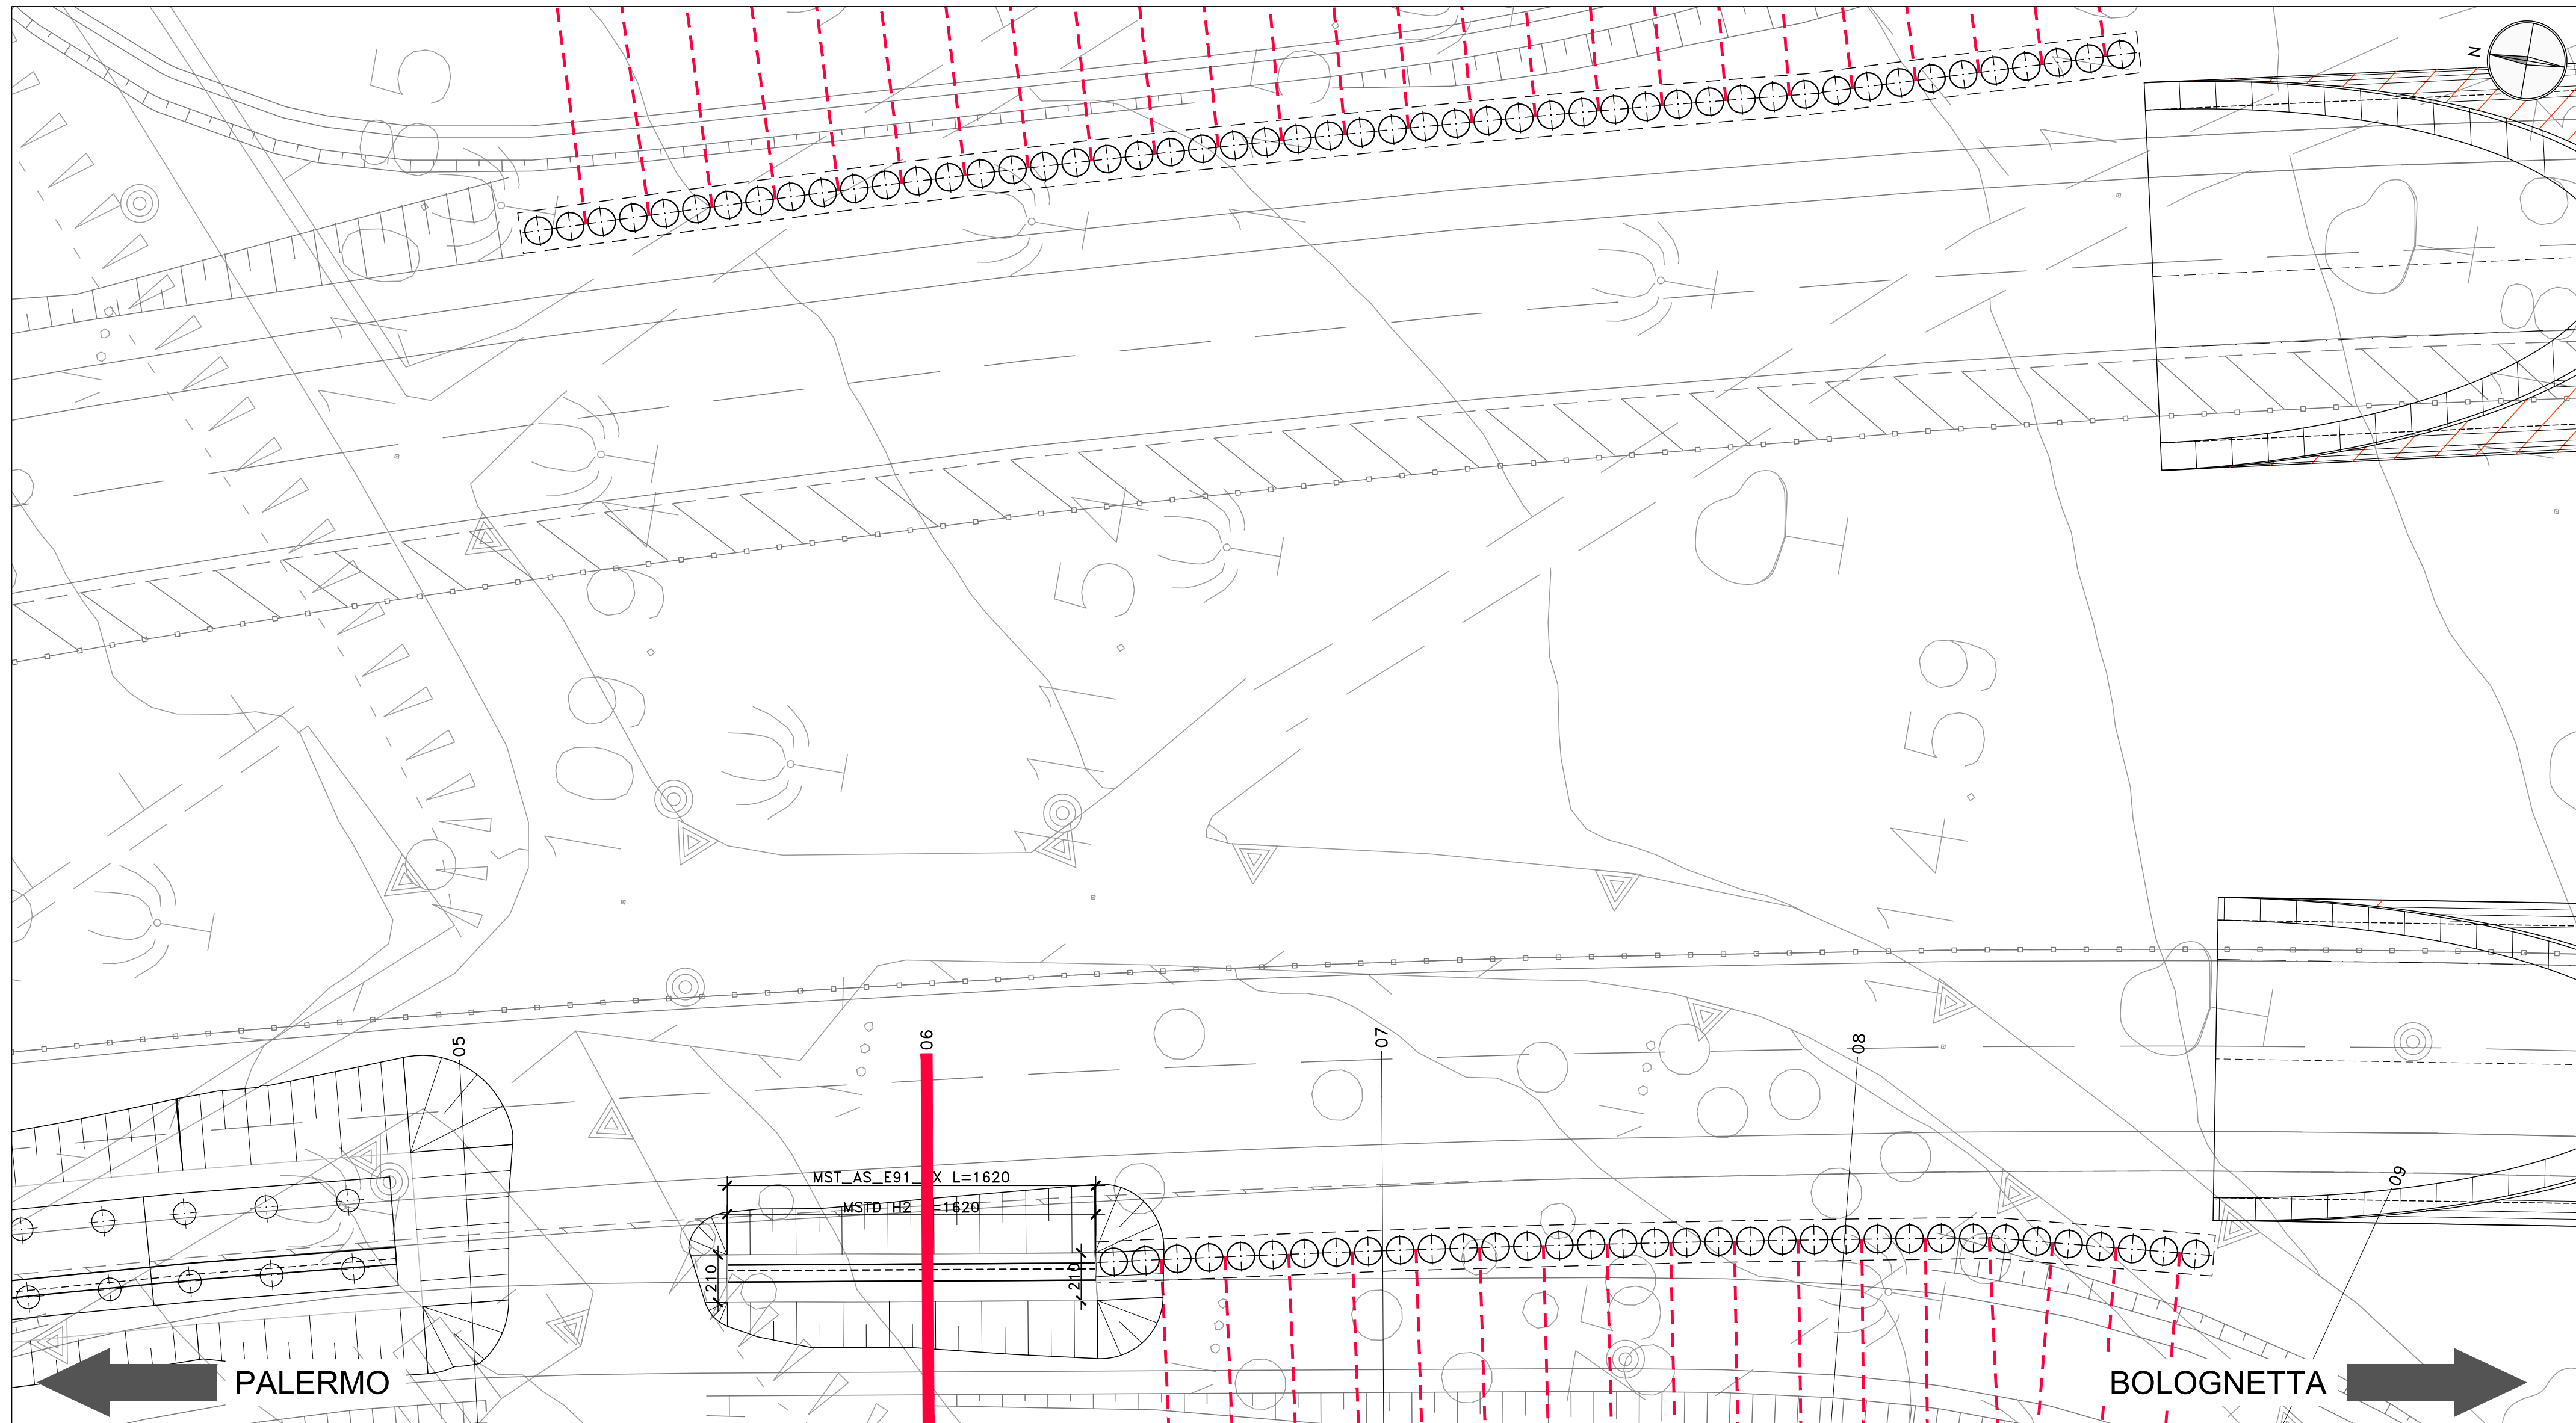 N
05
06
07
08
09
MST_AS_E91_ X L=1620
MSTD H2 =1620
210
210
PALERMO
BOLOGNETTA